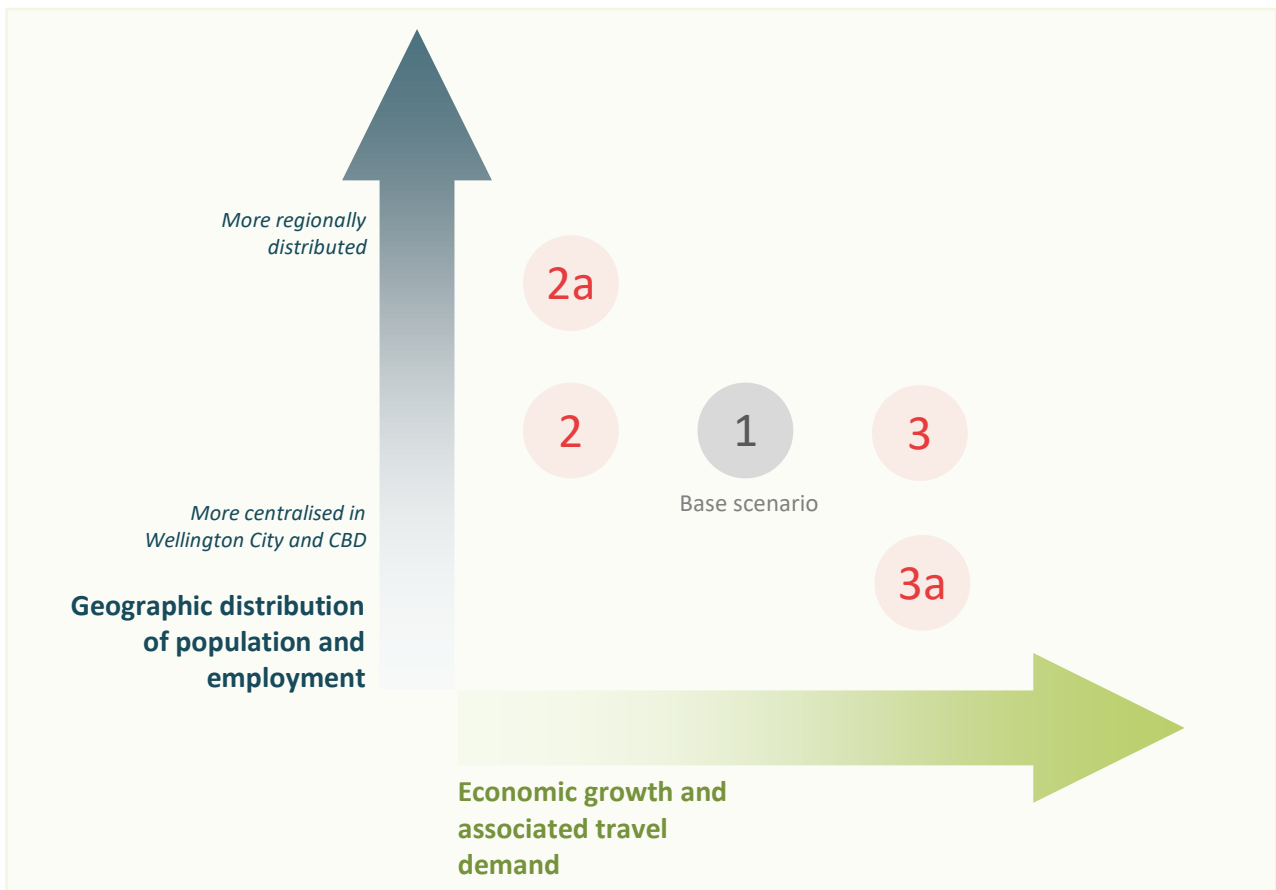 More regionally
distributed
2a
2
1
3
Base scenario
More centralised in
Wellington City and CBD
3a
Geographic distribution
of population and
employment
Economic growth and
associated travel
demand